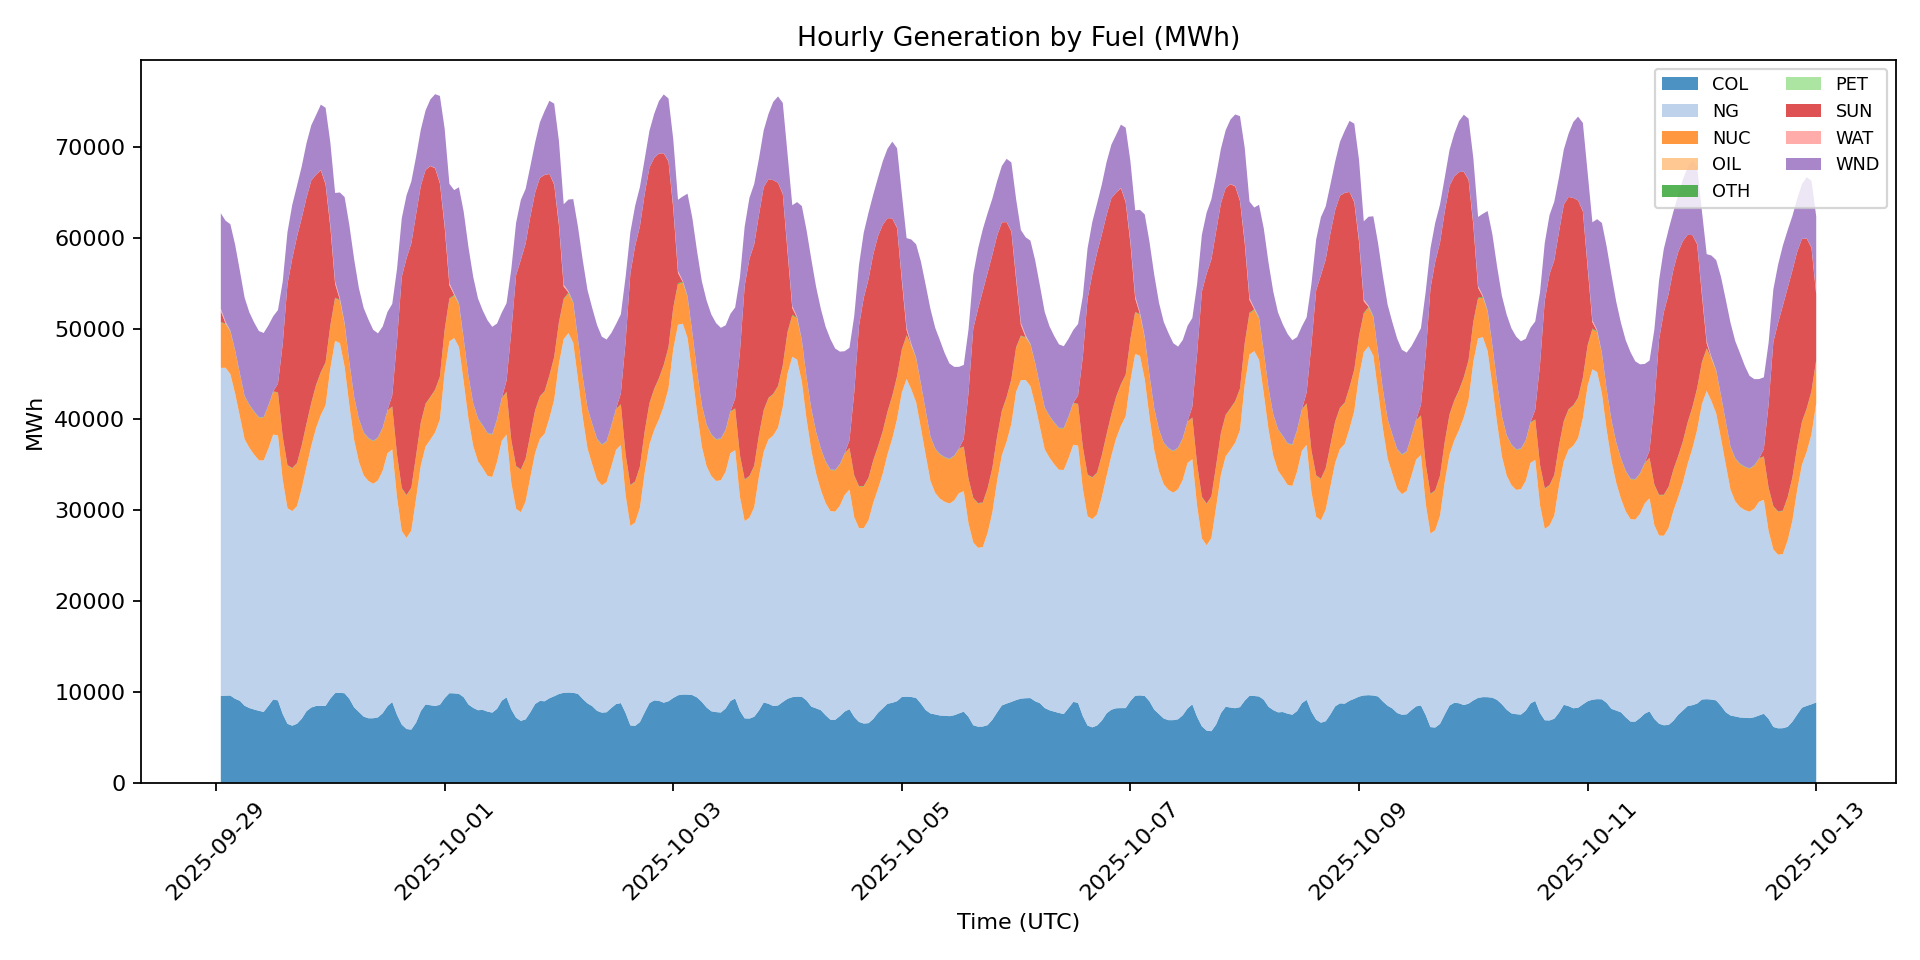 Hourly Generation by Fuel (MWh)
COL
NG
NUC
OIL
OTH
PET
SUN
WAT
WND
MWh
70000
60000
50000
40000
30000
20000
10000
0
2025-09-29
2025-10-01
2025-10-03
2025-10-05
2025-10-07
2025-10-09
2025-10-11
2025-10-13
Time (UTC)